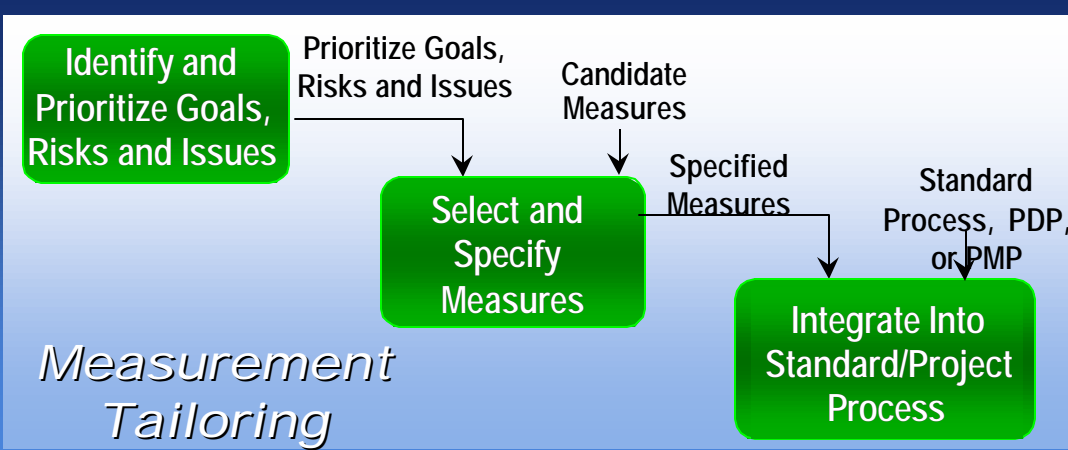 Identify and
Prioritize Goals,
Risks and Issues
Prioritize Goals,
Risks and Issues
Candidate
Measures
Select and
Specify
Measures
Specified
Measures
Standard
Process, PDP,
or PMP
Integrate Into
Standard/Project
Process
Measurement
Tailoring